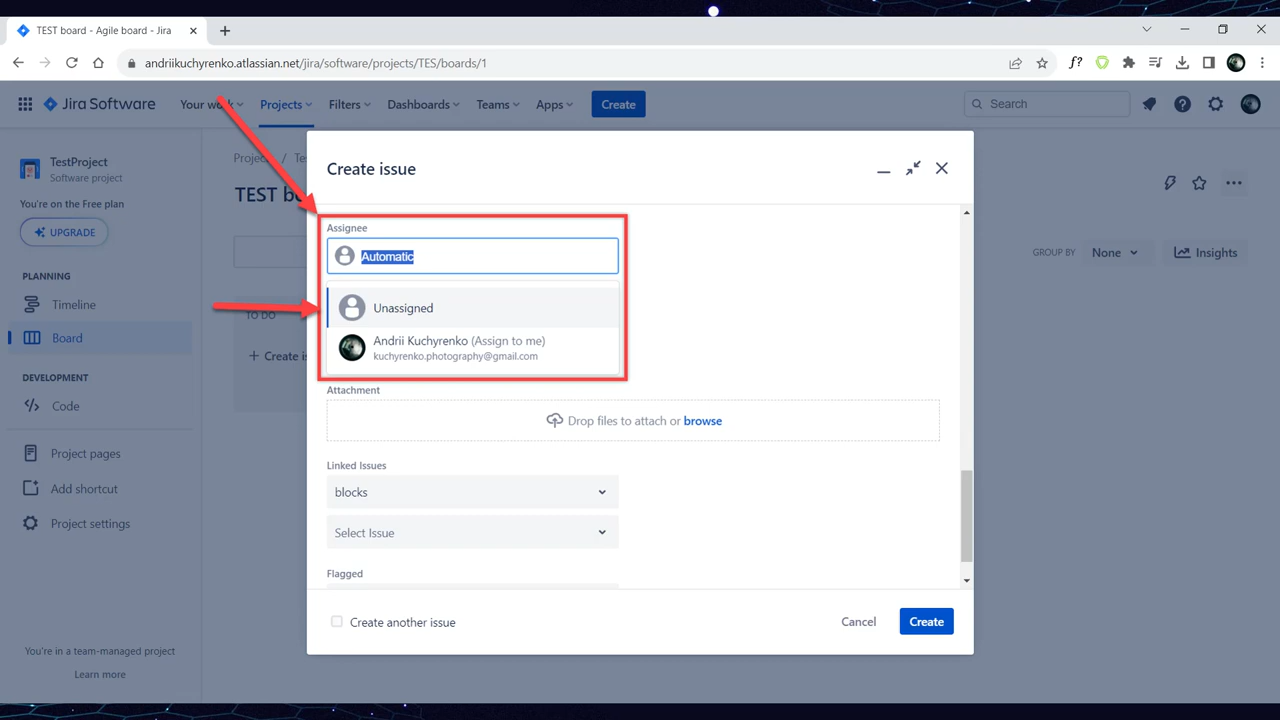 TEST board - Agile board - Jira
andriikuchyrenko.atlassian.net/jira/software/projects/TES/boards/1
f?
Jira Software
Your work
Projects
Filters
Dashboards
Teams
Apps
Create
Search
TestProject
Software project
You're on the Free plan
UPGRADE
PLANNING
Timeline
Board
DEVELOPMENT
Code
Project pages
Add shortcut
Project settings
You're in a team-managed project
Learn more
TO DO
GROUP BY
None
Insights
Create issue
Assignee
Automatic
Unassigned
Andrii Kuchyrenko (Assign to me)
kuchyrenko.photography@gmail.com
Attachment
Drop files to attach or browse
Linked Issues
blocks
Select Issue
Flagged
Create another issue
Cancel
Create